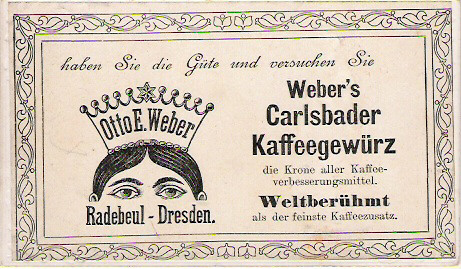 haben Sie die Güte und versuchen Sie
Otto E. Weber
Radebeul - Dresden.
Weber's
Carlsbader
Kaffeegewürz
die Krone aller Kaffee-
verbesserungsmittel.
Weltberühmt
als der feinste Kaffeezusatz.